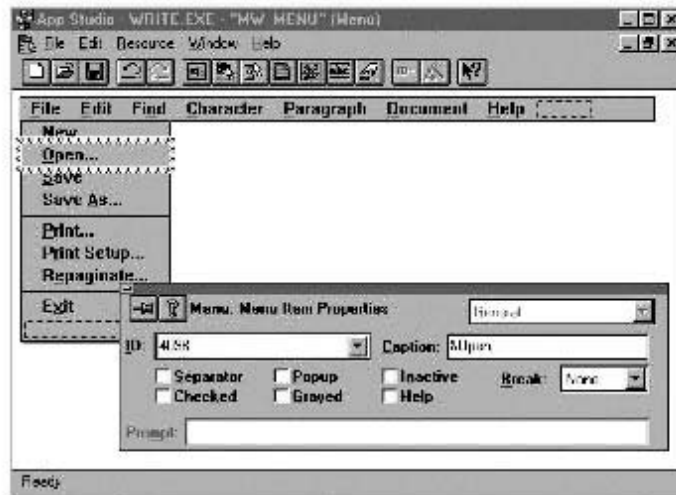 App Studio - WRITE.EXE - "MW_MENU" (Menu)
File Edit Resource Window Help
File Edit Find Character Paragraph Document Help
New
Open...
Save
Save As...
Print...
Print Setup...
Repaginate...
Exit
Menu: Menu Item Properties General
ID: Caption:
Separator Popup Inactive Break: None
Checked Grayed Help
Prompt:
Ready